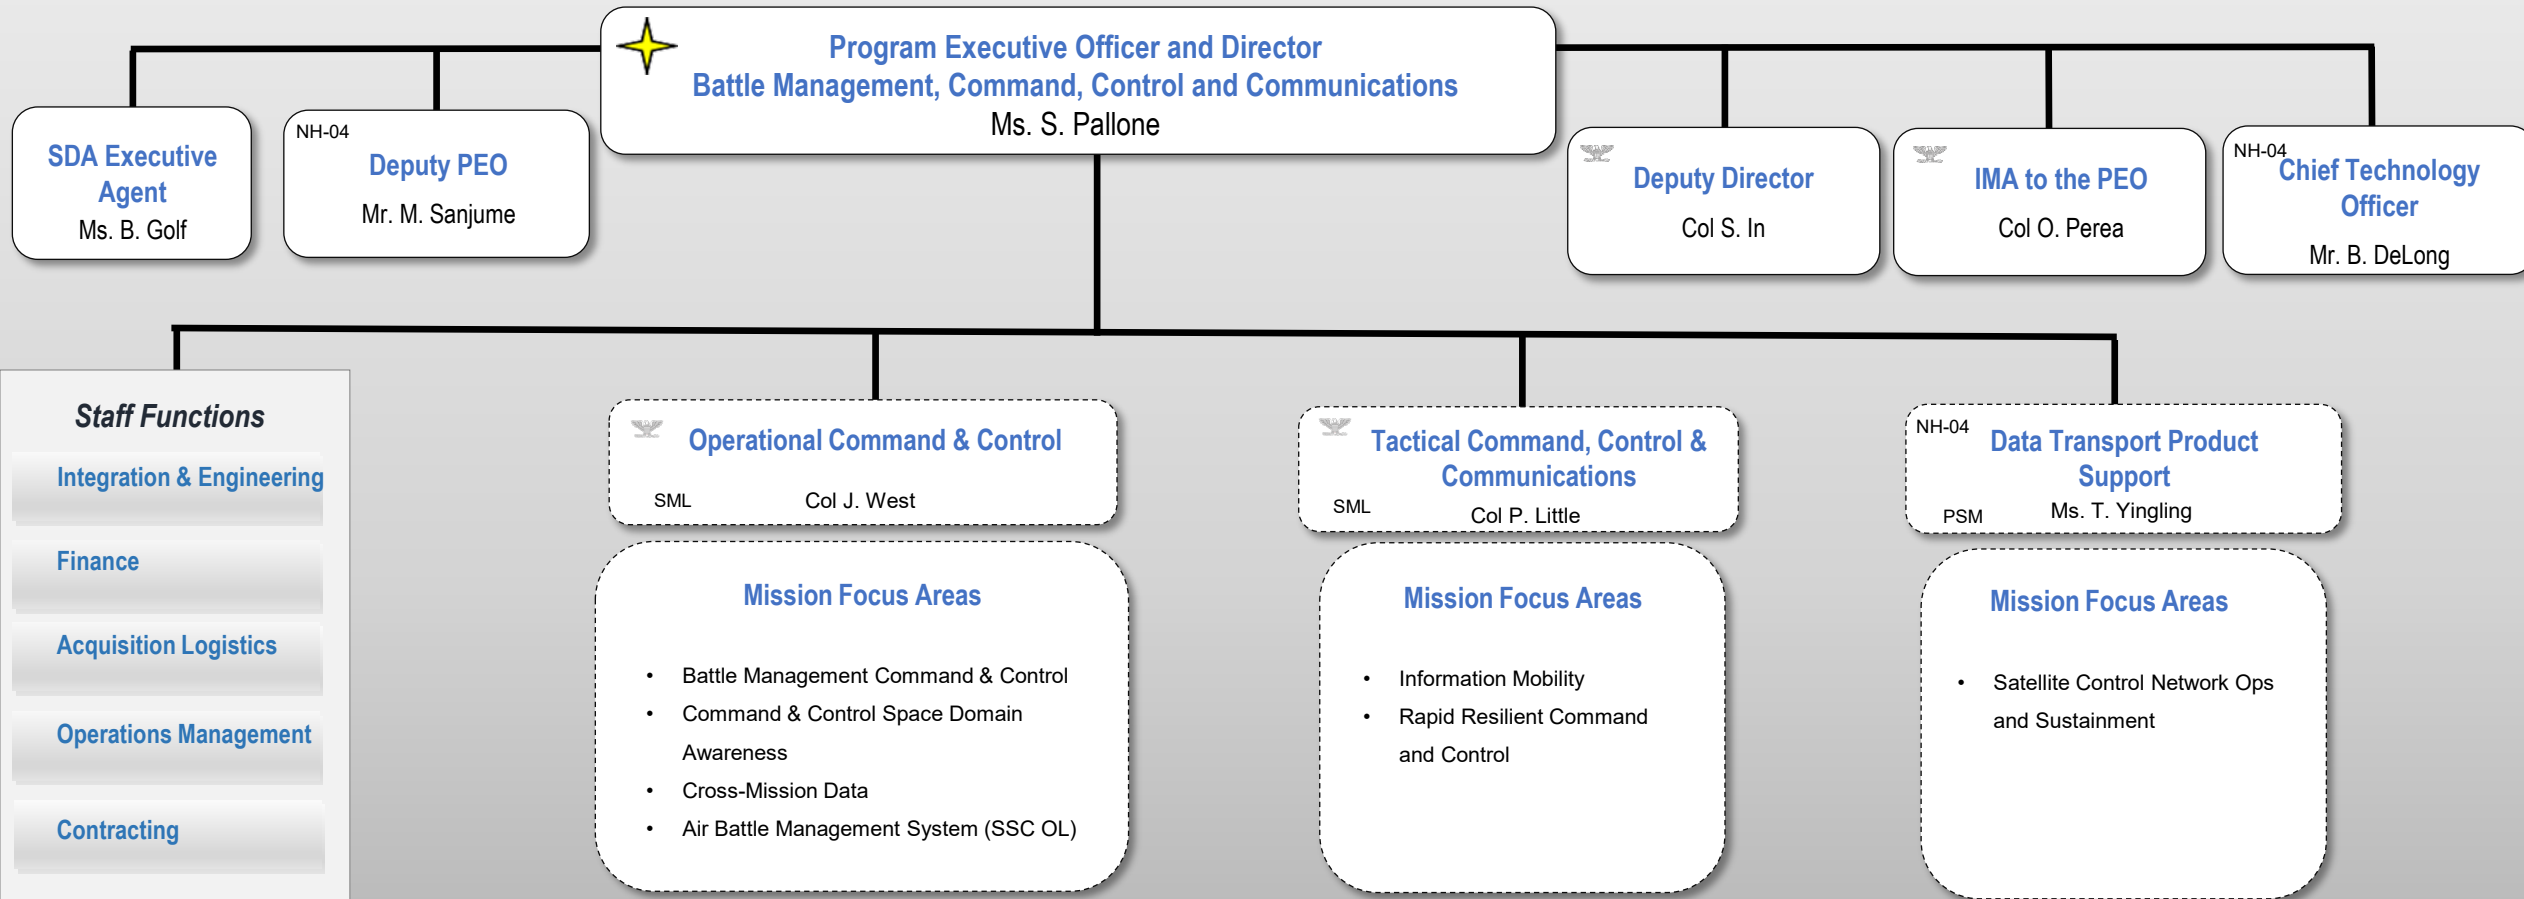 Program Executive Officer and Director
Battle Management, Command, Control and Communications
Ms. S. Pallone
SDA Executive
Agent
Ms. B. Golf
NH-04
Deputy PEO
Mr. M. Sanjume
Deputy Director
Col S. In
IMA to the PEO
Col O. Perea
NH-04
Chief Technology
Officer
Mr. B. DeLong
Staff Functions
Integration & Engineering
Finance
Acquisition Logistics
Operations Management
Contracting
Operational Command & Control
SML Col J. West
Mission Focus Areas
• Battle Management Command & Control
• Command & Control Space Domain
Awareness
• Cross-Mission Data
• Air Battle Management System (SSC OL)
Tactical Command, Control &
Communications
SML Col P. Little
Mission Focus Areas
• Information Mobility
• Rapid Resilient Command
and Control
NH-04
Data Transport Product
Support
PSM Ms. T. Yingling
Mission Focus Areas
• Satellite Control Network Ops
and Sustainment